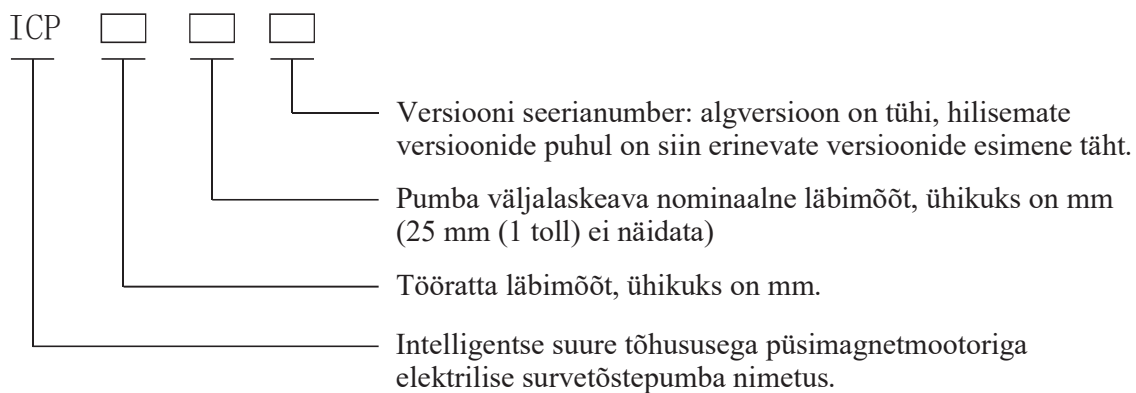 ICP
Versiooni seerianumber: algversioon on tühi, hilisemate
versioonide puhul on siin erinevate versioonide esimene täht.
Pumba väljalaskeava nominaalne läbimõõt, ühikuks on mm
(25 mm (1 toll) ei näidata)
Tööratta läbimõõt, ühikuks on mm.
Intelligentse suure tõhususega püsimagnetmootoriga
elektrilise survetõstepumba nimetus.